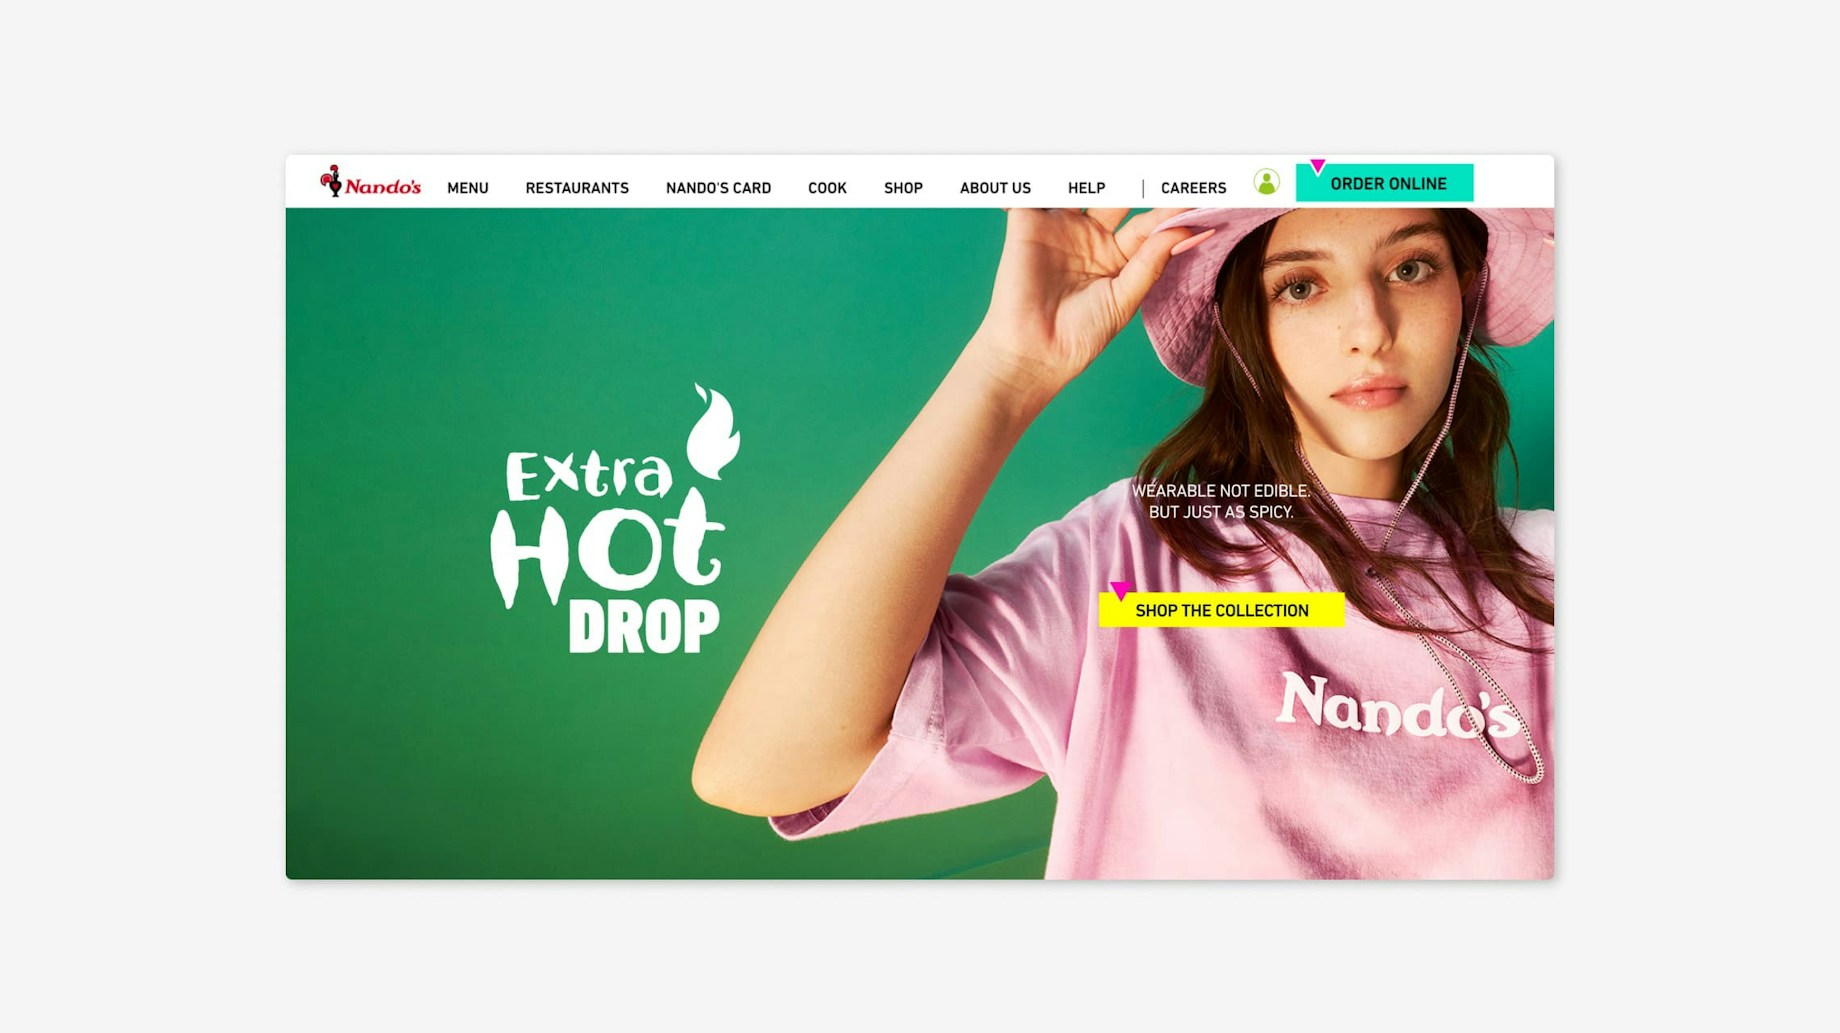 Nando's
MENU
RESTAURANTS
NANDO'S CARD
COOK
SHOP
ABOUT US
HELP
CAREERS
ORDER ONLINE
Extra
Hot
DROP
WEARABLE NOT EDIBLE.
BUT JUST AS SPICY.
SHOP THE COLLECTION
Nando's